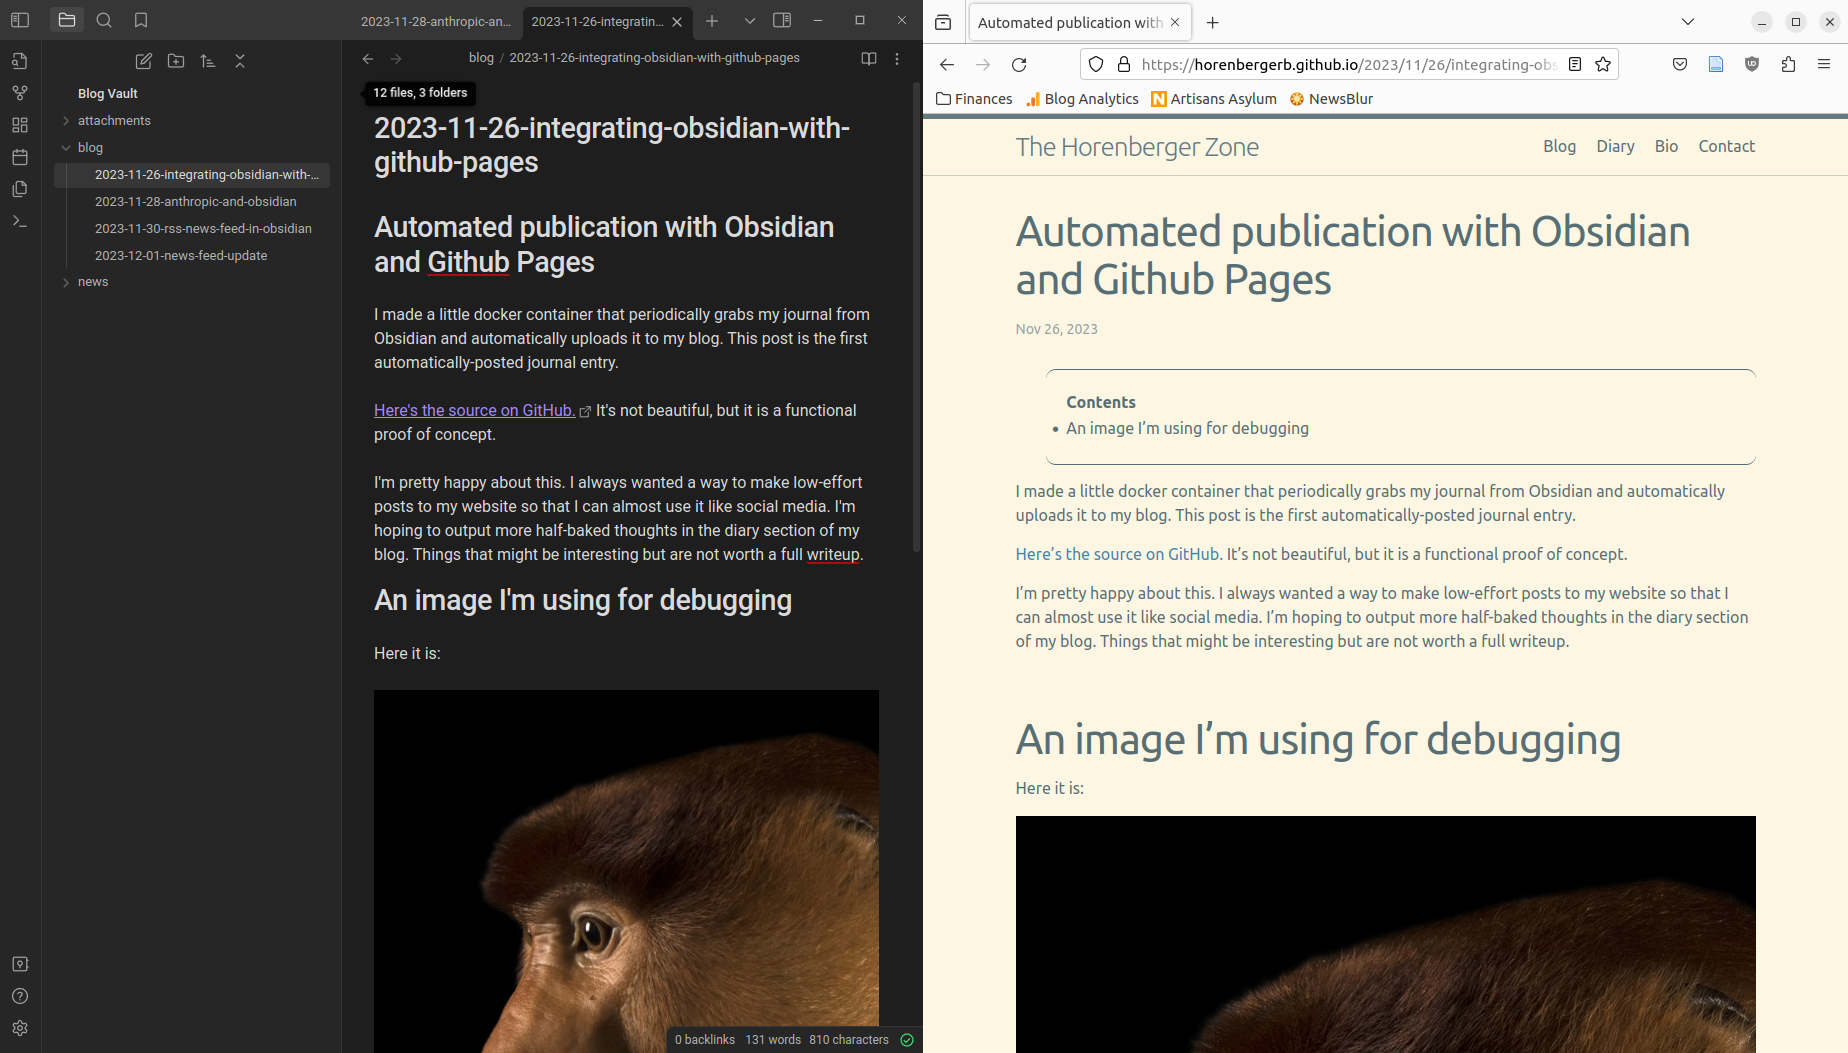 2023-11-28-anthropic-an...
2023-11-26-integratin...
Blog Vault
attachments
blog
2023-11-26-integrating-obsidian-with-...
2023-11-28-anthropic-and-obsidian
2023-11-30-rss-news-feed-in-obsidian
2023-12-01-news-feed-update
news
blog / 2023-11-26-integrating-obsidian-with-github-pages
12 files, 3 folders
2023-11-26-integrating-obsidian-with-
github-pages
Automated publication with Obsidian
and Github Pages
I made a little docker container that periodically grabs my journal from
Obsidian and automatically uploads it to my blog. This post is the first
automatically-posted journal entry.
Here's the source on GitHub. It's not beautiful, but it is a functional
proof of concept.
I'm pretty happy about this. I always wanted a way to make low-effort
posts to my website so that I can almost use it like social media. I'm
hoping to output more half-baked thoughts in the diary section of my
blog. Things that might be interesting but are not worth a full writeup.
An image I'm using for debugging
Here it is:
0 backlinks 131 words 810 characters
Automated publication with
https://horenbergerb.github.io/2023/11/26/integrating-obs
Finances Blog Analytics Artisans Asylum NewsBlur
The Horenberger Zone
Blog Diary Bio Contact
Automated publication with Obsidian
and Github Pages
Nov 26, 2023
Contents
• An image I’m using for debugging
I made a little docker container that periodically grabs my journal from Obsidian and automatically
uploads it to my blog. This post is the first automatically-posted journal entry.
Here’s the source on GitHub. It’s not beautiful, but it is a functional proof of concept.
I’m pretty happy about this. I always wanted a way to make low-effort posts to my website so that I
can almost use it like social media. I’m hoping to output more half-baked thoughts in the diary section
of my blog. Things that might be interesting but are not worth a full writeup.
An image I’m using for debugging
Here it is: